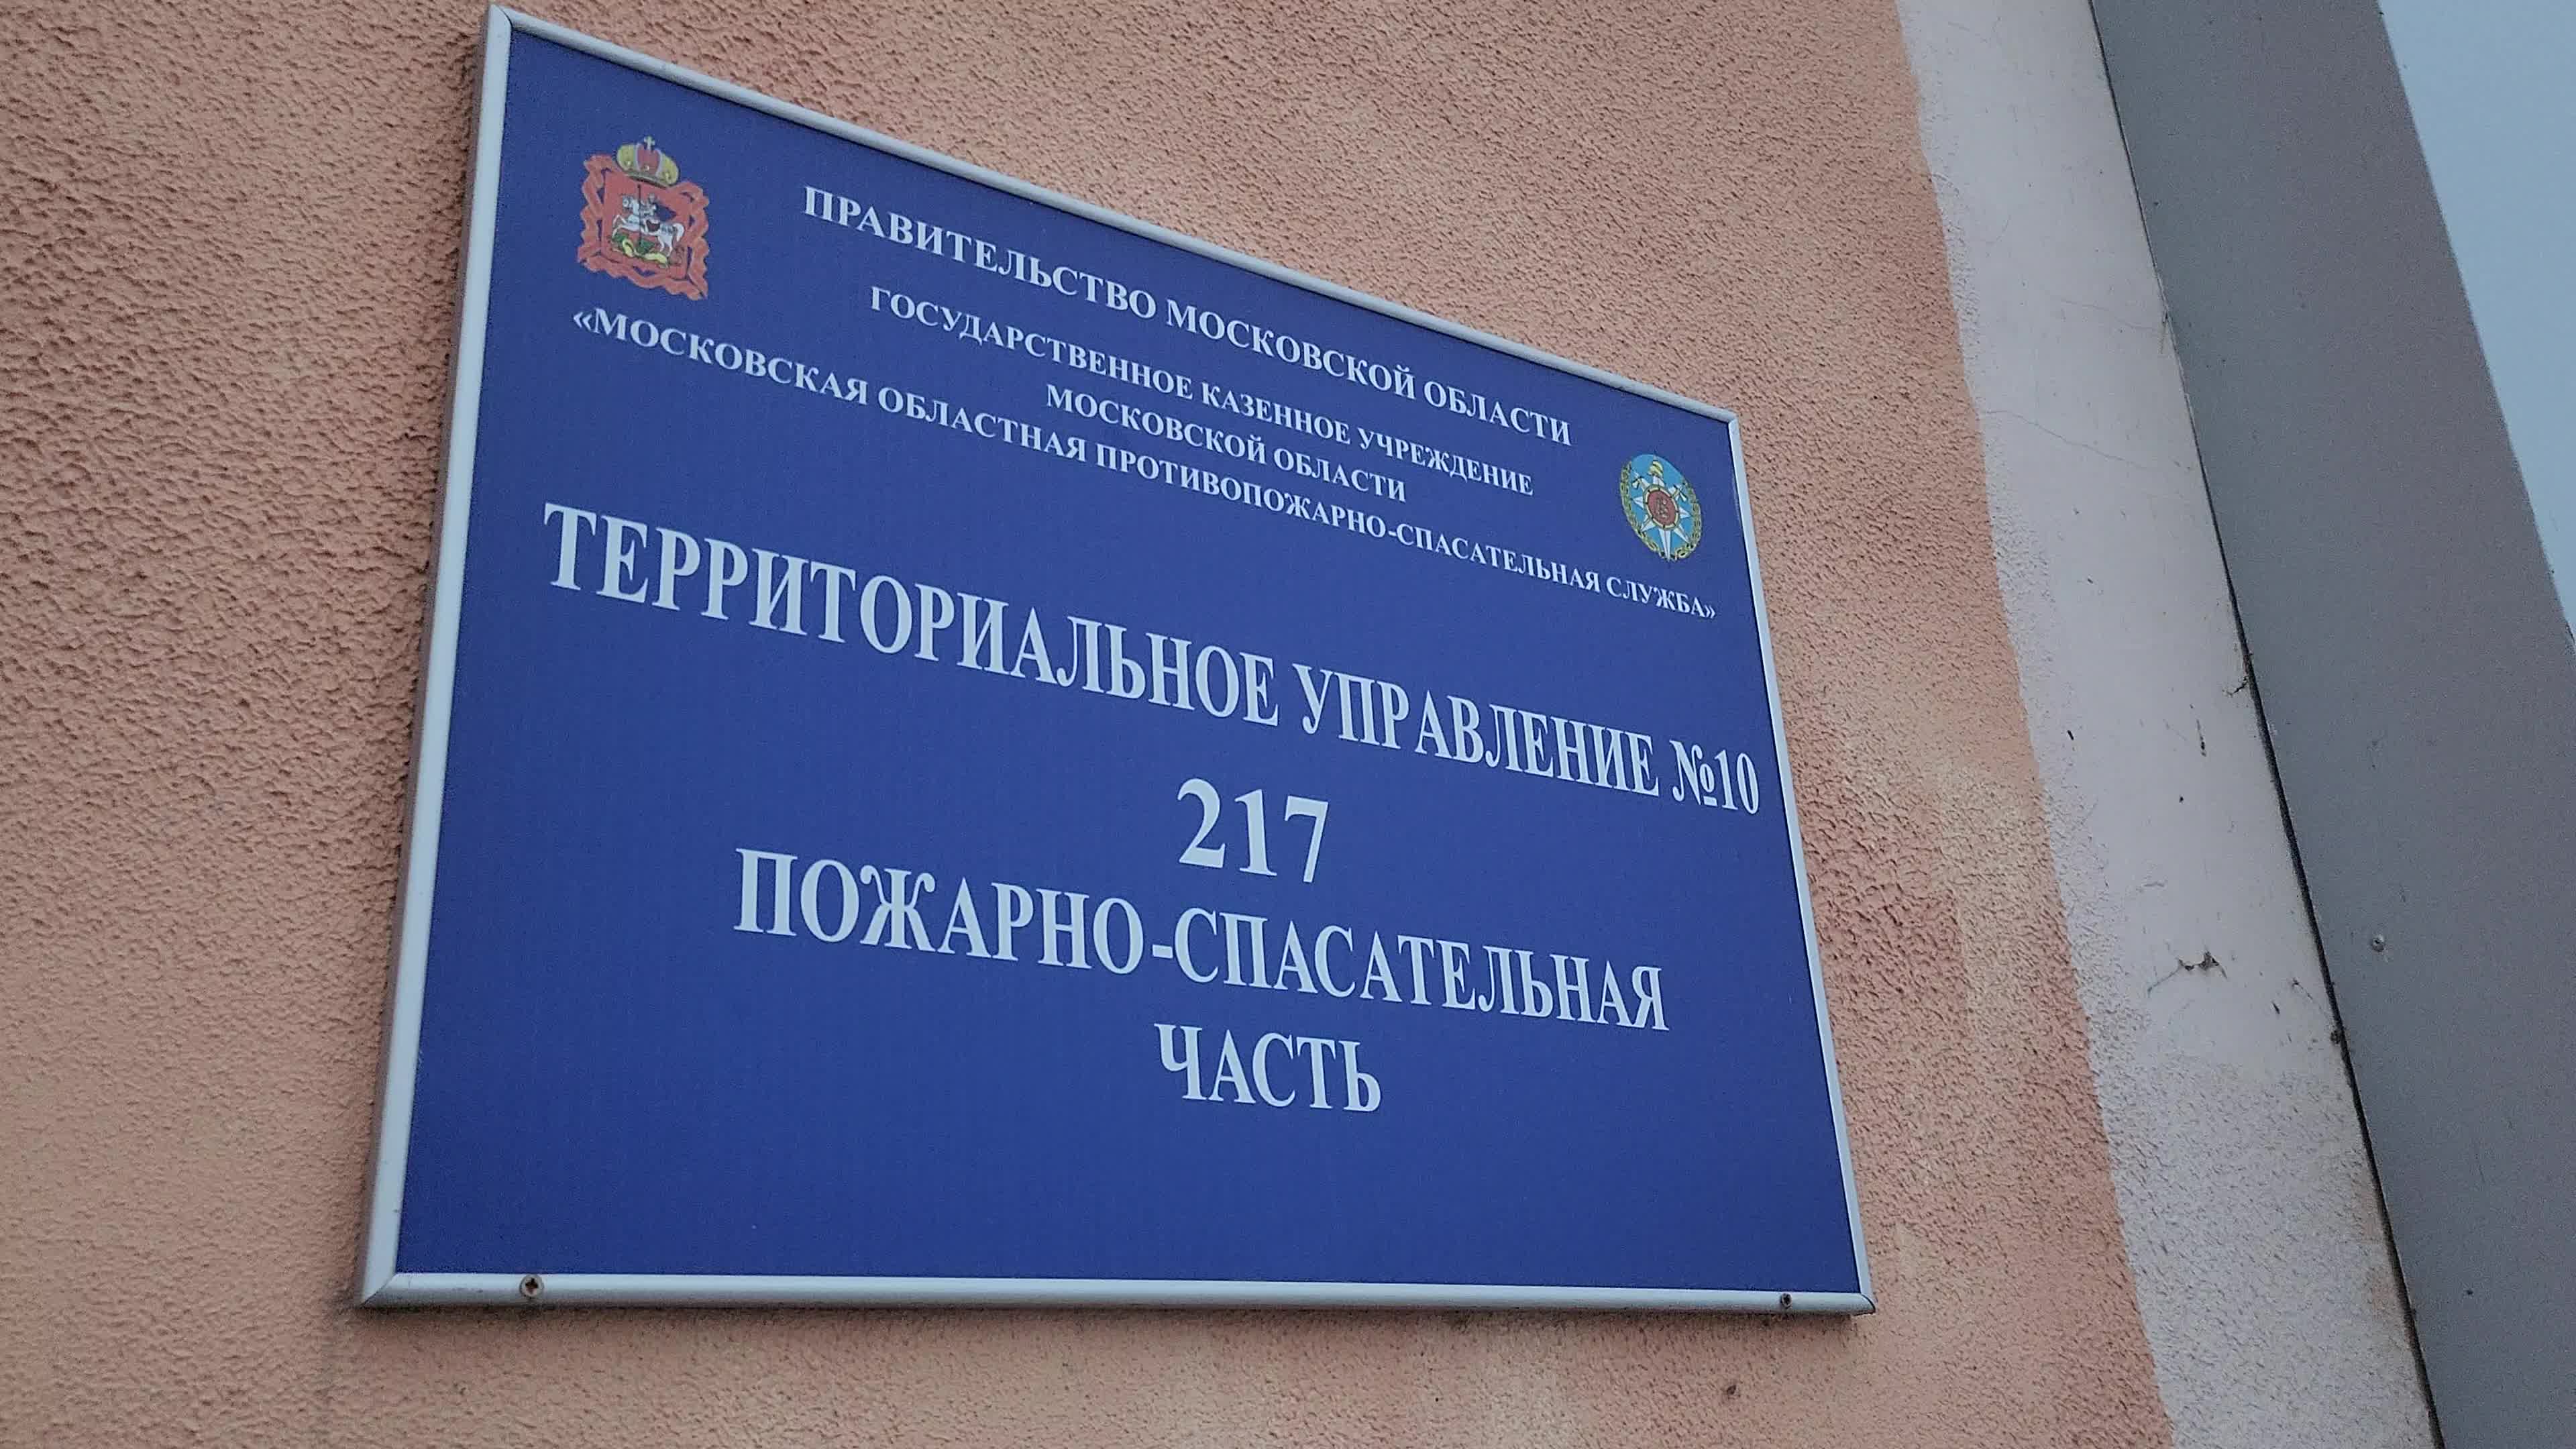 ПРАВИТЕЛЬСТВО МОСКОВСКОЙ ОБЛАСТИ
ГОСУДАРСТВЕННОЕ КАЗЕННОЕ УЧРЕЖДЕНИЕ
МОСКОВСКОЙ ОБЛАСТИ
«МОСКОВСКАЯ ОБЛАСТНАЯ ПРОТИВОПОЖАРНО-СПАСАТЕЛЬНАЯ СЛУЖБА»
ТЕРРИТОРИАЛЬНОЕ УПРАВЛЕНИЕ №10
217
ПОЖАРНО-СПАСАТЕЛЬНАЯ
ЧАСТЬ